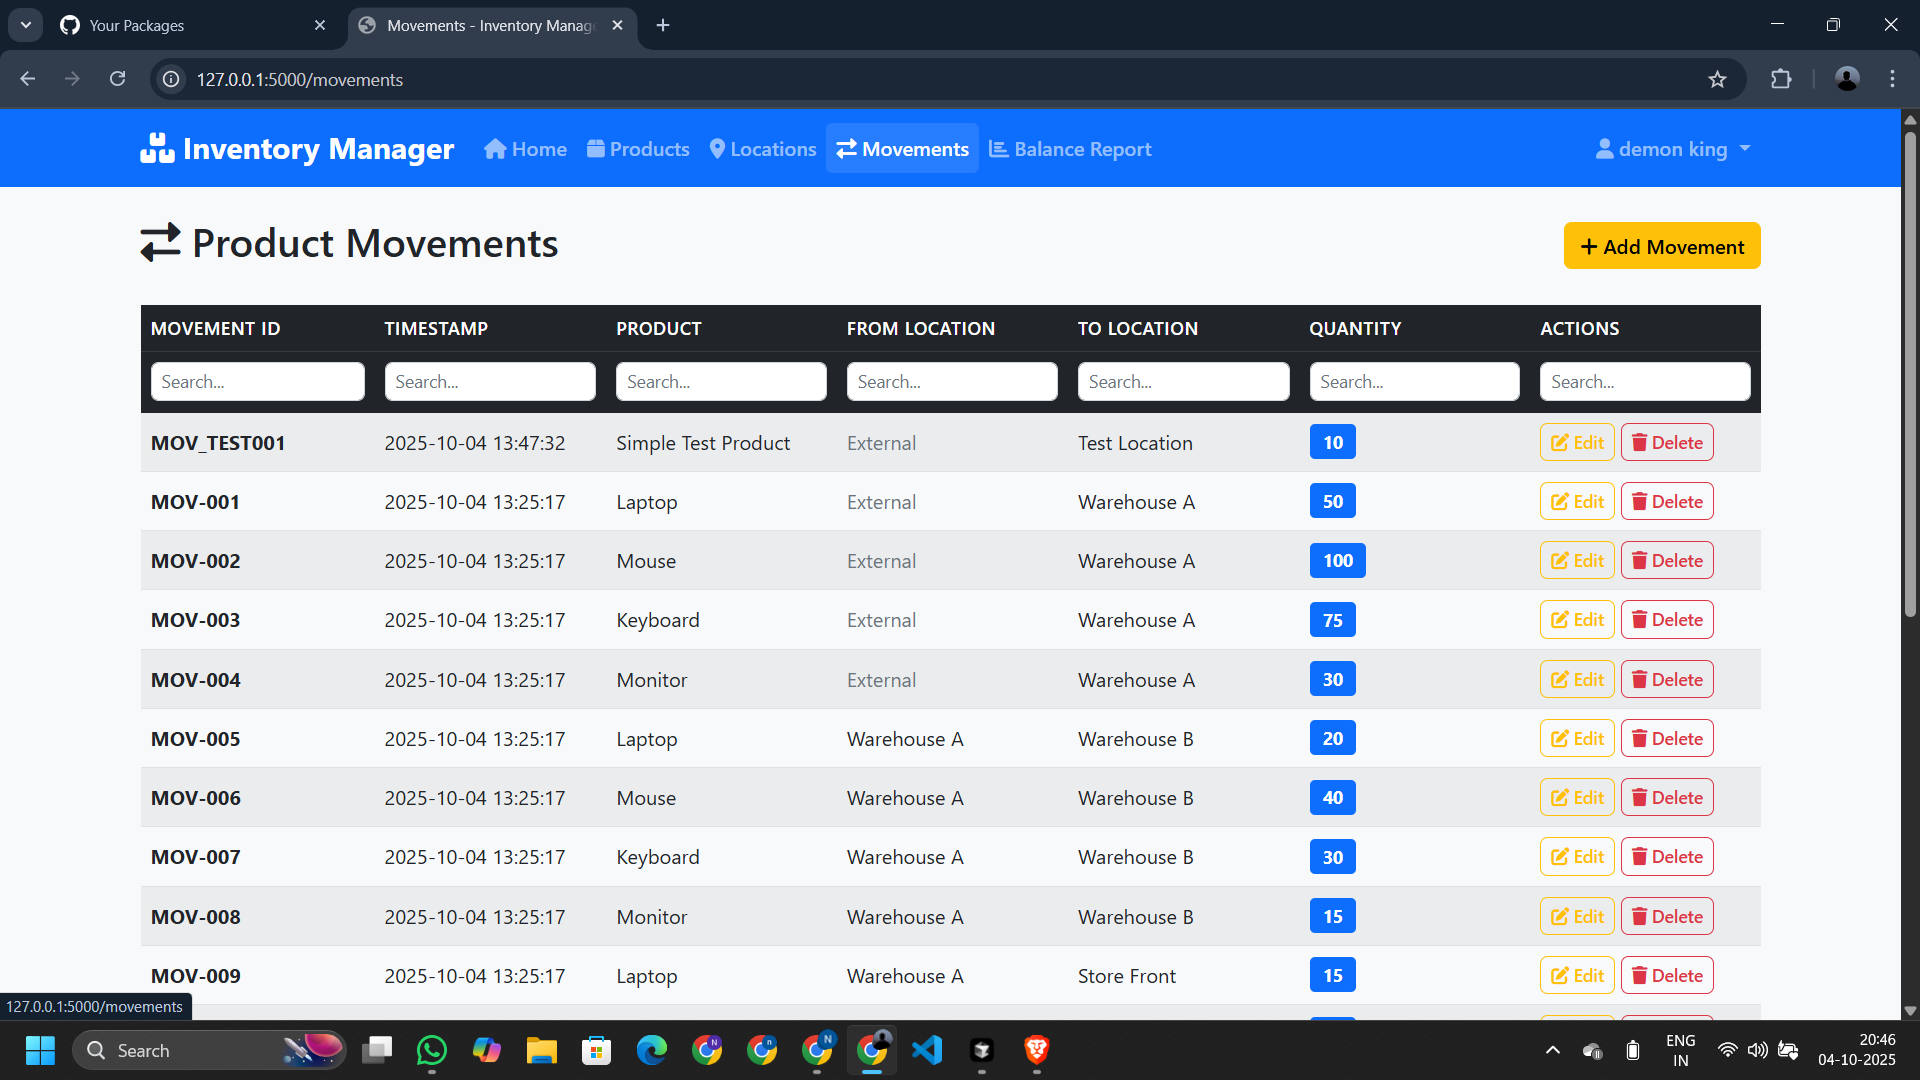 Your Packages
Movements - Inventory Manag
127.0.0.1:5000/movements
Inventory Manager Home Products Locations Movements Balance Report demon king
Product Movements
+ Add Movement
MOVEMENT ID TIMESTAMP PRODUCT FROM LOCATION TO LOCATION QUANTITY ACTIONS
Search... Search... Search... Search... Search... Search... Search...
MOV_TEST001 2025-10-04 13:47:32 Simple Test Product External Test Location 10 Edit Delete
MOV-001 2025-10-04 13:25:17 Laptop External Warehouse A 50 Edit Delete
MOV-002 2025-10-04 13:25:17 Mouse External Warehouse A 100 Edit Delete
MOV-003 2025-10-04 13:25:17 Keyboard External Warehouse A 75 Edit Delete
MOV-004 2025-10-04 13:25:17 Monitor External Warehouse A 30 Edit Delete
MOV-005 2025-10-04 13:25:17 Laptop Warehouse A Warehouse B 20 Edit Delete
MOV-006 2025-10-04 13:25:17 Mouse Warehouse A Warehouse B 40 Edit Delete
MOV-007 2025-10-04 13:25:17 Keyboard Warehouse A Warehouse B 30 Edit Delete
MOV-008 2025-10-04 13:25:17 Monitor Warehouse A Warehouse B 15 Edit Delete
MOV-009 2025-10-04 13:25:17 Laptop Warehouse A Store Front 15 Edit Delete
127.0.0.1:5000/movements
Search
ENG
IN
20:46
04-10-2025